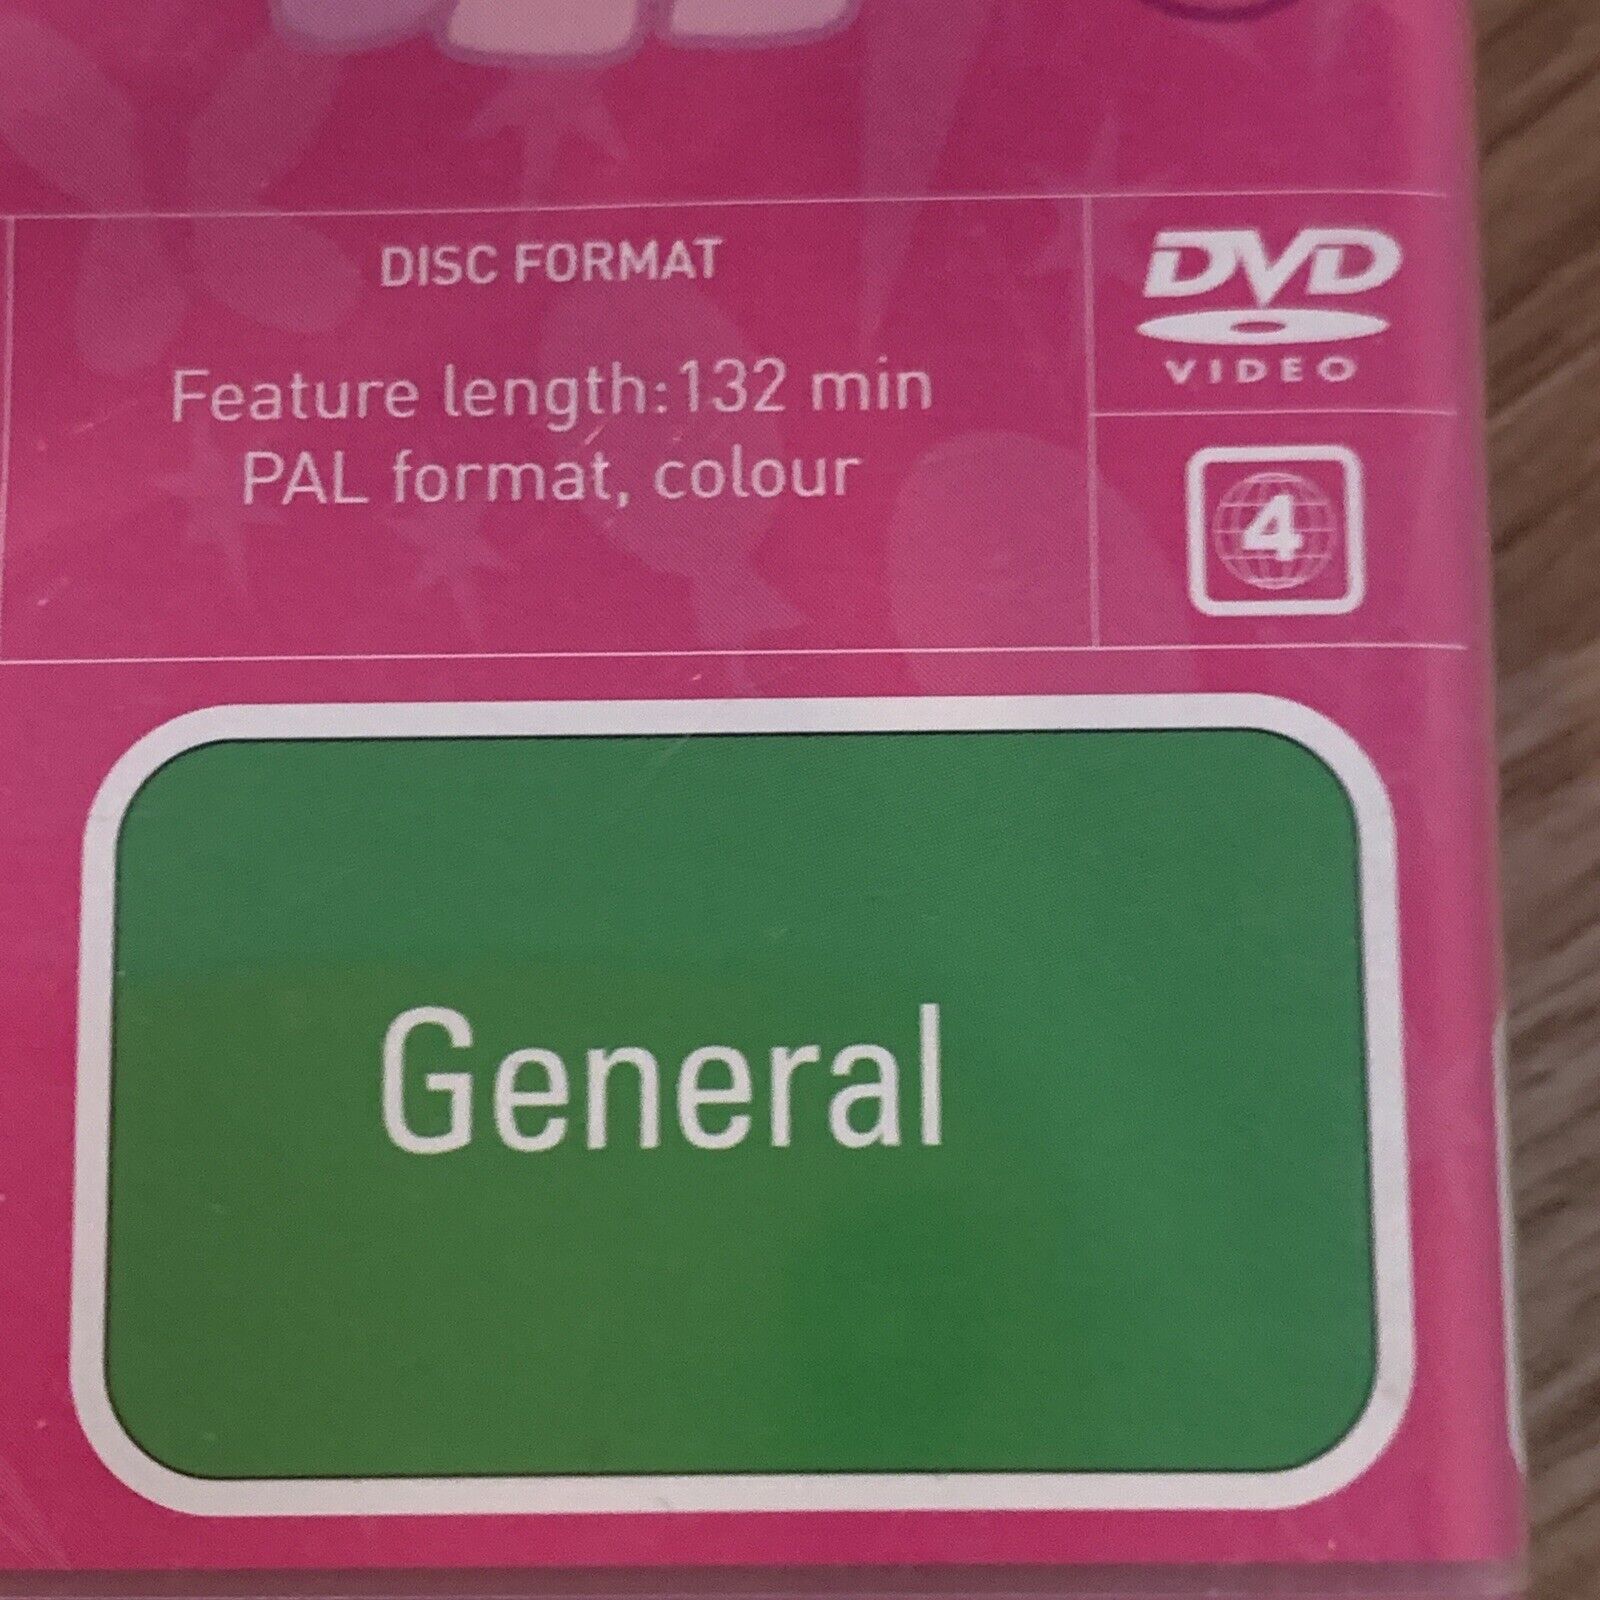 DISC FORMAT
Feature length:132 min
PAL format, colour
DVD
VIDEO
4
General